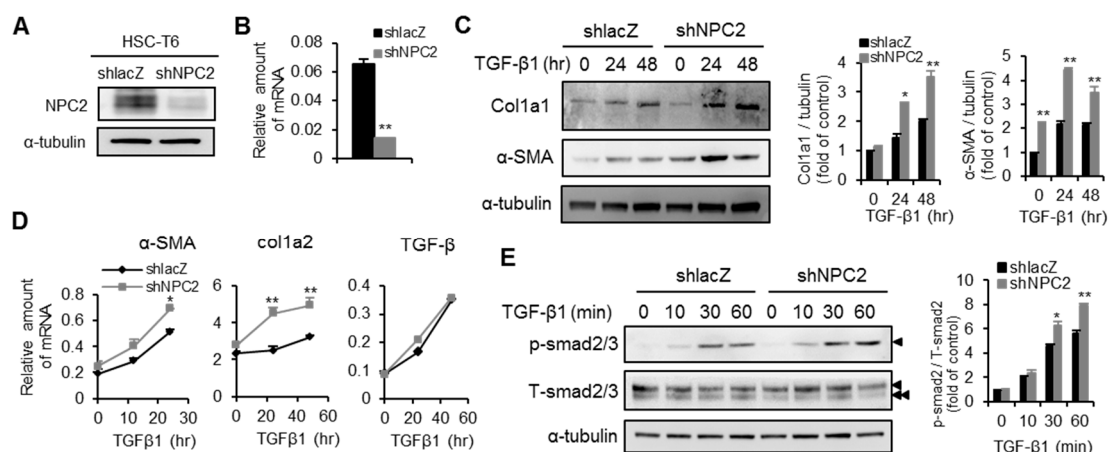 A
HSC-T6
shlacZ shNPC2
NPC2
α-tubulin
B
shlacZ
shNPC2
Relative amount
of mRNA
0.08
0.06
0.04
0.02
0
**
C
shlacZ shNPC2
TGF-β1 (hr) 0 24 48 0 24 48
Col1a1
α-SMA
α-tubulin
shlacZ
shNPC2
Col1a1 / tubulin
(fold of control)
4
3
2
1
0
*
**
0 24 48
TGF-β1 (hr)
α-SMA / tubulin
(fold of control)
5
4
3
2
1
0
**
**
**
0 24 48
TGF-β1 (hr)
D
α-SMA
shlacZ
shNPC2
Relative amount
of mRNA
0.8
0.6
0.4
0.2
0
*
0 10 20 30
TGFβ1 (hr)
col1a2
6
4
2
0
**
**
0 20 40 60
TGFβ1 (hr)
TGF-β
0.4
0.3
0.2
0.1
0
0 20 40 60
TGFβ1 (hr)
E
shlacZ shNPC2
TGF-β1 (min) 0 10 30 60 0 10 30 60
p-smad2/3
T-smad2/3
α-tubulin
shlacZ
shNPC2
p-smad2 / T-smad2
(fold of control)
10
8
6
4
2
0
*
**
0 10 30 60
TGF-β1 (min)